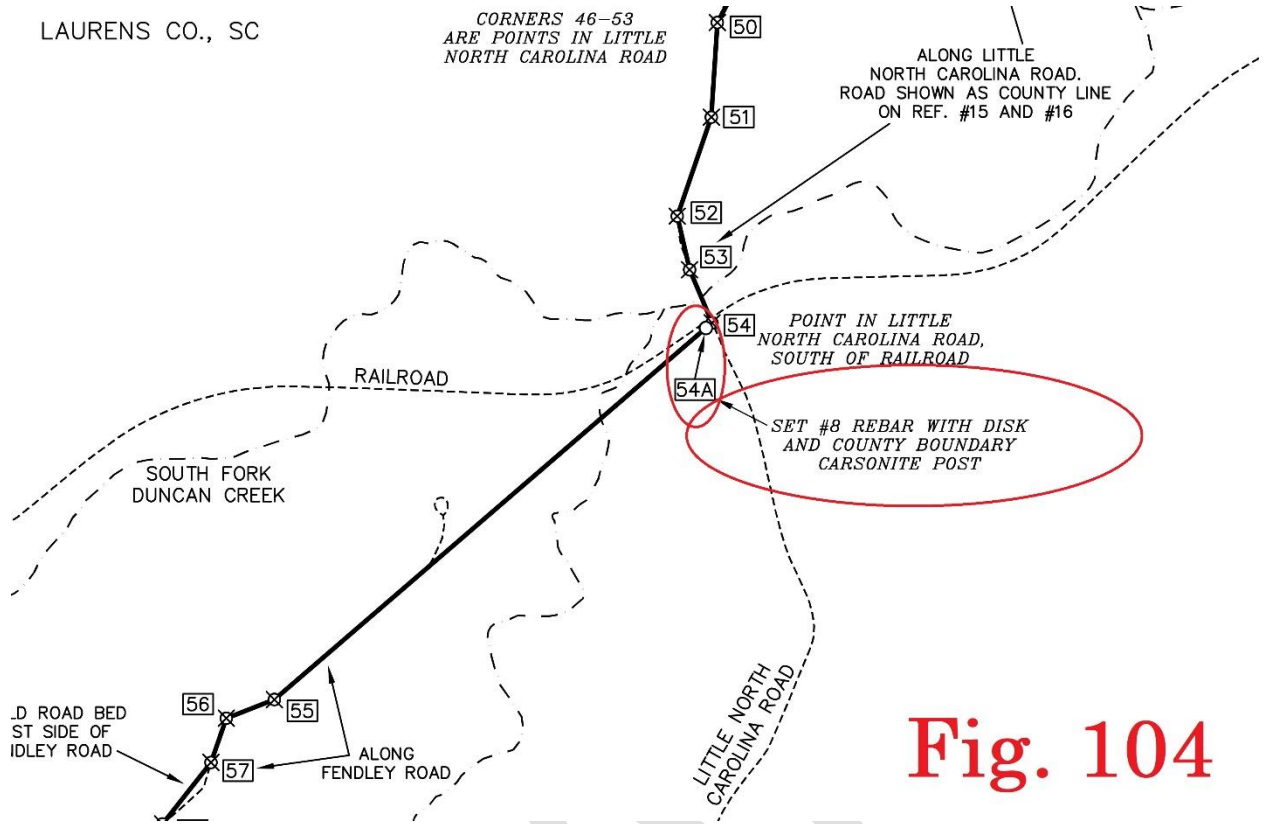 LAURENS CO., SC
CORNERS 46–53
ARE POINTS IN LITTLE
NORTH CAROLINA ROAD
50
ALONG LITTLE
NORTH CAROLINA ROAD.
ROAD SHOWN AS COUNTY LINE
ON REF. #15 AND #16
51
52
53
54
POINT IN LITTLE
NORTH CAROLINA ROAD,
SOUTH OF RAILROAD
RAILROAD
54A
SET #8 REBAR WITH DISK
AND COUNTY BOUNDARY
CARSONITE POST
SOUTH FORK
DUNCAN CREEK
56
55
LD ROAD BED
ST SIDE OF
DLEY ROAD
57
ALONG
FENDLEY ROAD
LITTLE NORTH
CAROLINA ROAD
Fig. 104